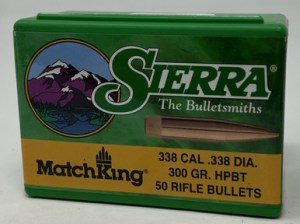 SIERRA
The Bulletsmiths
MatchKing
338 CAL .338 DIA.
300 GR. HPBT
50 RIFLE BULLETS